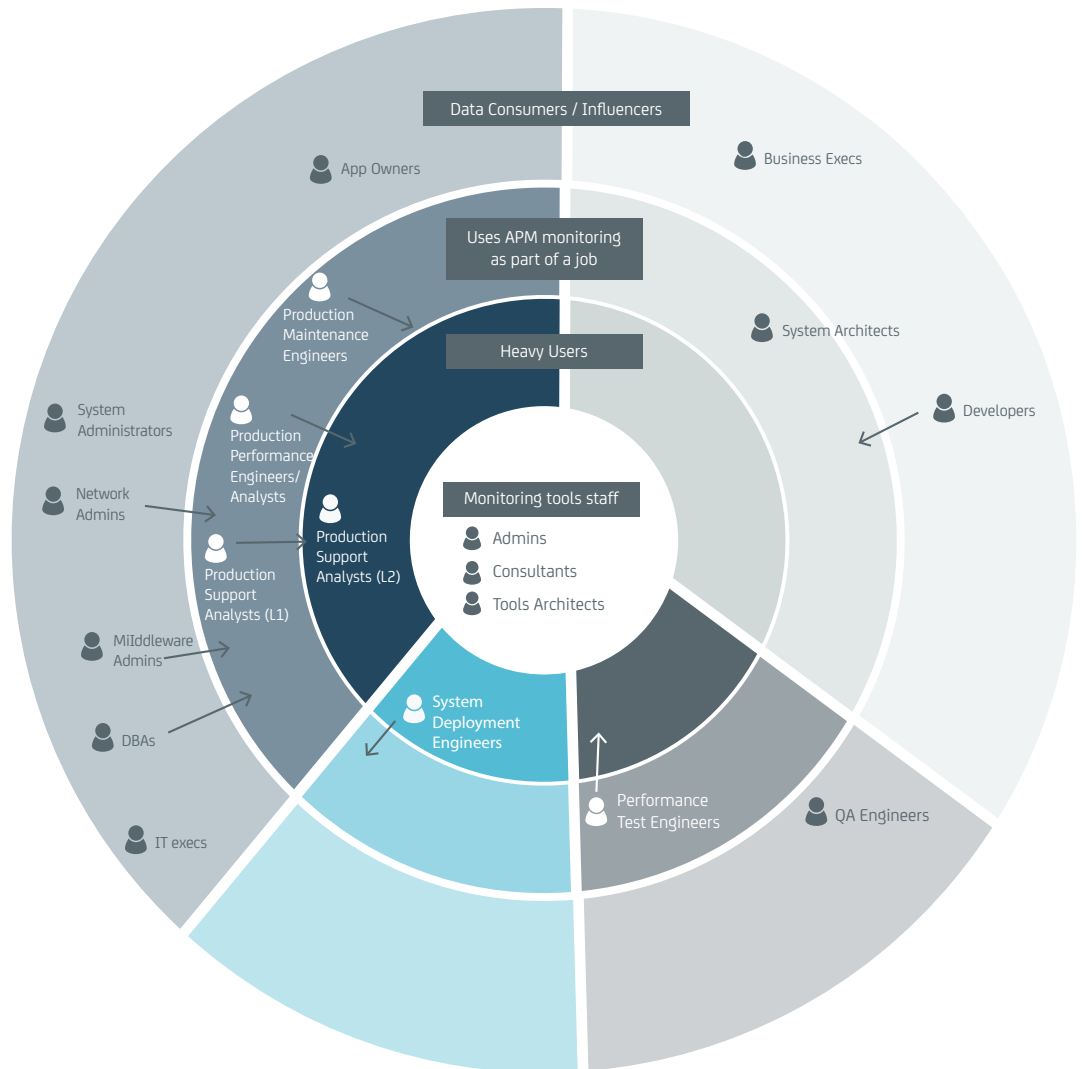 Data Consumers / Influencers
Business Execs
App Owners
Uses APM monitoring
as part of a job
Production
Maintenance
Engineers
System Architects
Heavy Users
System
Administrators
Production
Performance
Engineers/
Analysts
Developers
Network
Admins
Monitoring tools staff
Admins
Consultants
Tools Architects
Production
Support
Analysts (L2)
Production
Support
Analysts (L1)
MiIddleware
Admins
DBAs
System
Deployment
Engineers
Performance
Test Engineers
QA Engineers
IT execs